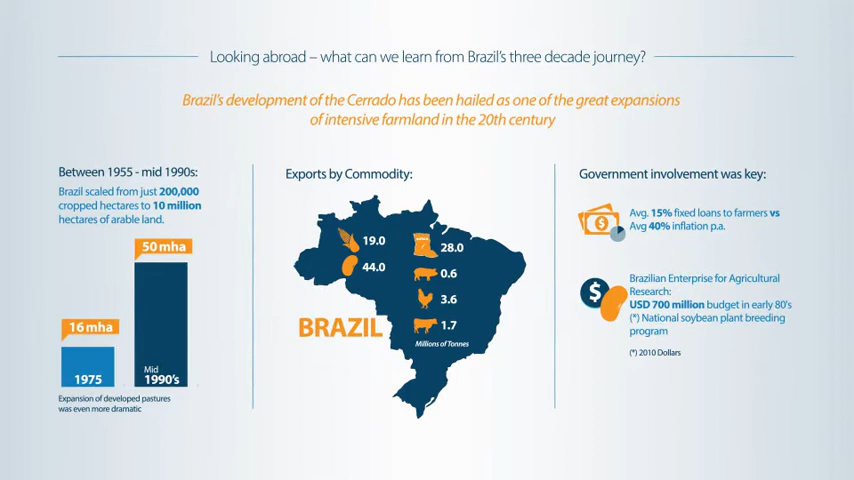 Looking abroad – what can we learn from Brazil's three decade journey?
Brazil's development of the Cerrado has been hailed as one of the great expansions
of intensive farmland in the 20th century
Between 1955 - mid 1990s:
Brazil scaled from just 200,000
cropped hectares to 10 million
hectares of arable land.
50 mha
16 mha
1975
Mid
1990's
Expansion of developed pastures
was even more dramatic
Exports by Commodity:
19.0
28.0
44.0
0.6
3.6
1.7
BRAZIL
Millions of Tonnes
Government involvement was key:
Avg. 15% fixed loans to farmers vs
Avg 40% inflation p.a.
Brazilian Enterprise for Agricultural
Research:
USD 700 million budget in early 80's
(*) National soybean plant breeding
program
(*) 2010 Dollars